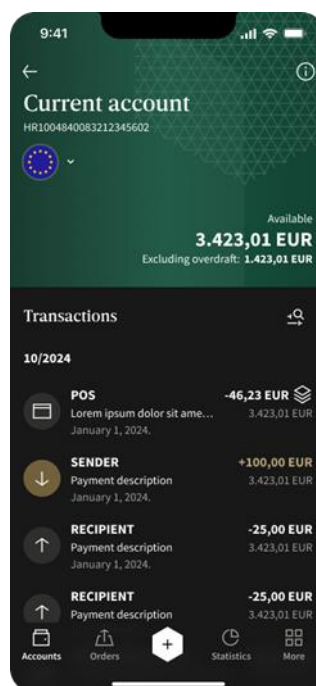 9:41
Current account
HR1004840083212345602
Available
3.423,01 EUR
Excluding overdraft: 1.423,01 EUR
Transactions
10/2024
POS -46,23 EUR
Lorem ipsum dolor sit ame... 3.423,01 EUR
January 1, 2024.
SENDER +100,00 EUR
Payment description 3.423,01 EUR
January 1, 2024.
RECIPIENT -25,00 EUR
Payment description 3.423,01 EUR
January 1, 2024.
RECIPIENT -25,00 EUR
Payment description 3.423,01 EUR
Accounts Orders Statistics More